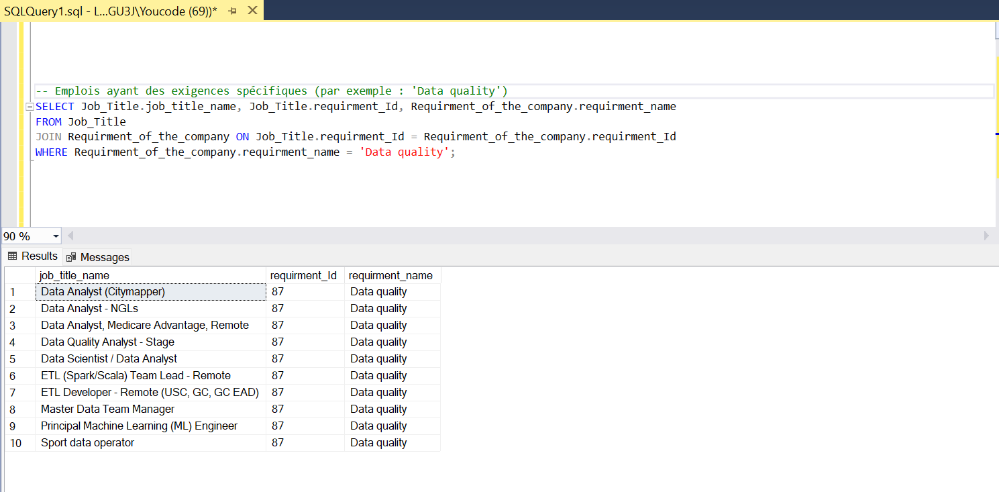 SQLQuery1.sql - L...GU3J\Youcode (69))*
-- Emplois ayant des exigences spécifiques (par exemple : 'Data quality')
SELECT Job_Title.job_title_name, Job_Title.requirment_Id, Requirment_of_the_company.requirment_name
FROM Job_Title
JOIN Requirment_of_the_company ON Job_Title.requirment_Id = Requirment_of_the_company.requirment_Id
WHERE Requirment_of_the_company.requirment_name = 'Data quality';
90 %
Results Messages
job_title_name requirment_Id requirment_name
1 Data Analyst (Citymapper) 87 Data quality
2 Data Analyst - NGLs 87 Data quality
3 Data Analyst, Medicare Advantage, Remote 87 Data quality
4 Data Quality Analyst - Stage 87 Data quality
5 Data Scientist / Data Analyst 87 Data quality
6 ETL (Spark/Scala) Team Lead - Remote 87 Data quality
7 ETL Developer - Remote (USC, GC, GC EAD) 87 Data quality
8 Master Data Team Manager 87 Data quality
9 Principal Machine Learning (ML) Engineer 87 Data quality
10 Sport data operator 87 Data quality